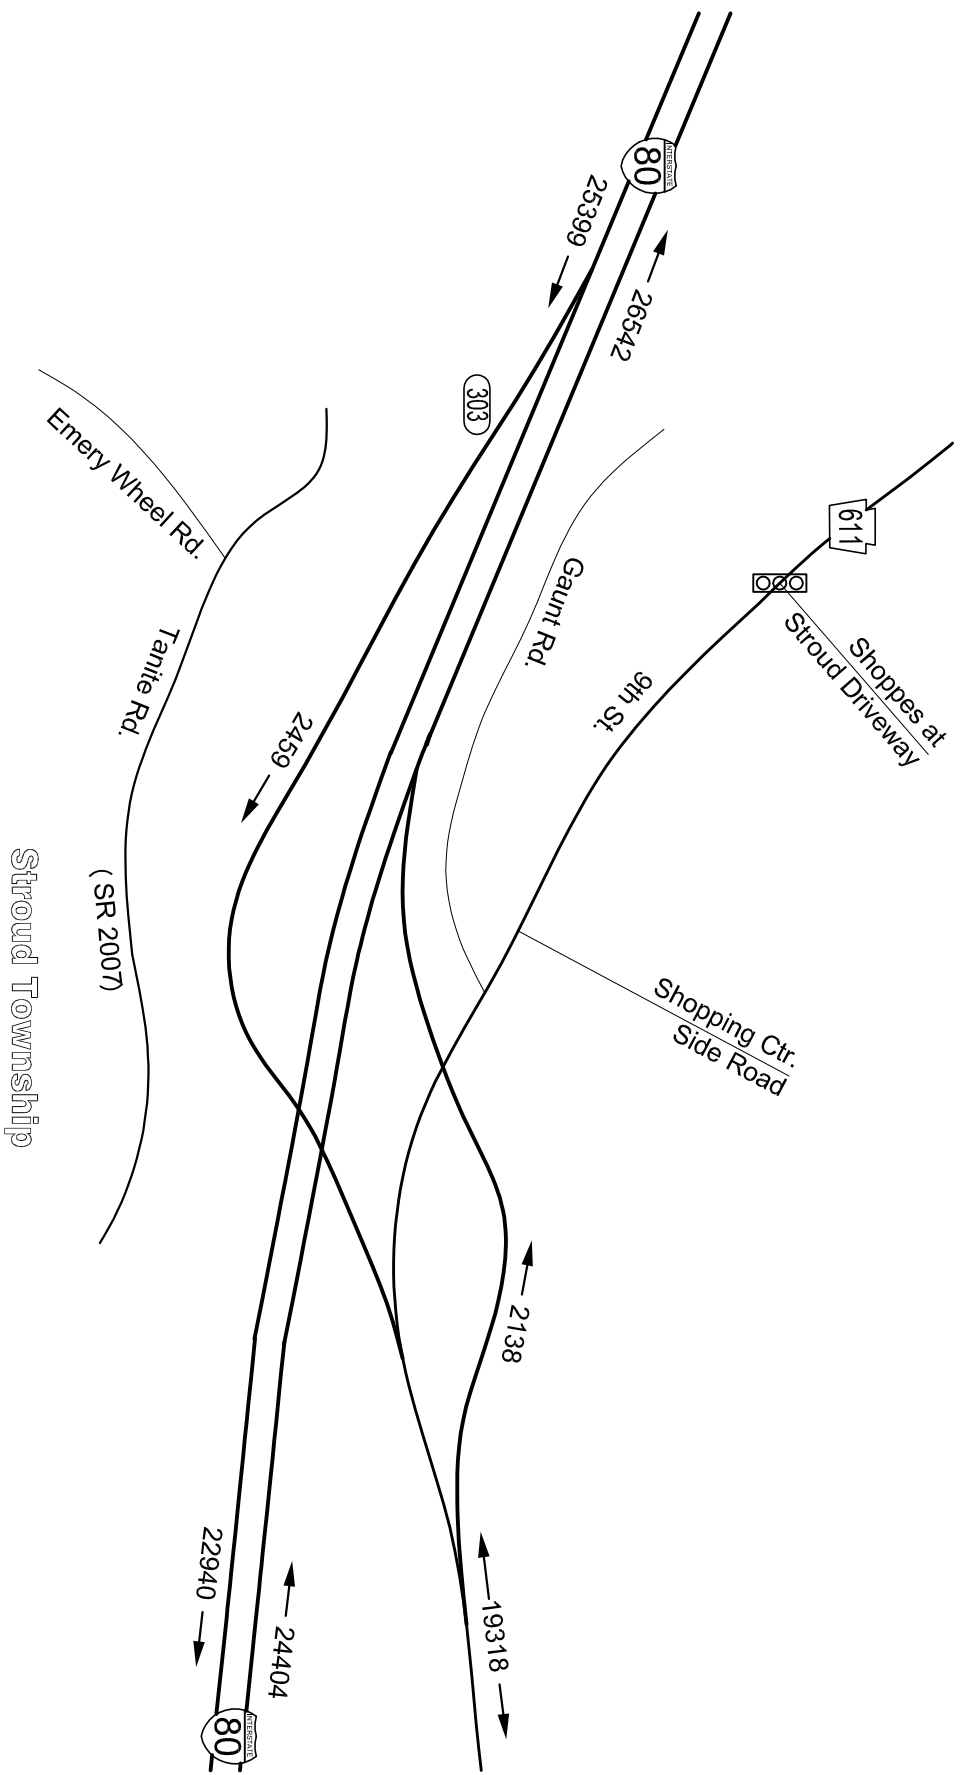 INTERSTATE
80
25399
26542
303
611
Shoppes at
Stroud Driveway
Emery Wheel Rd.
Gaunt Rd.
9th St.
Tanite Rd.
2459
( SR 2007)
Stroud Township
Shopping Ctr.
Side Road
2138
19318
22940
24404
INTERSTATE
80